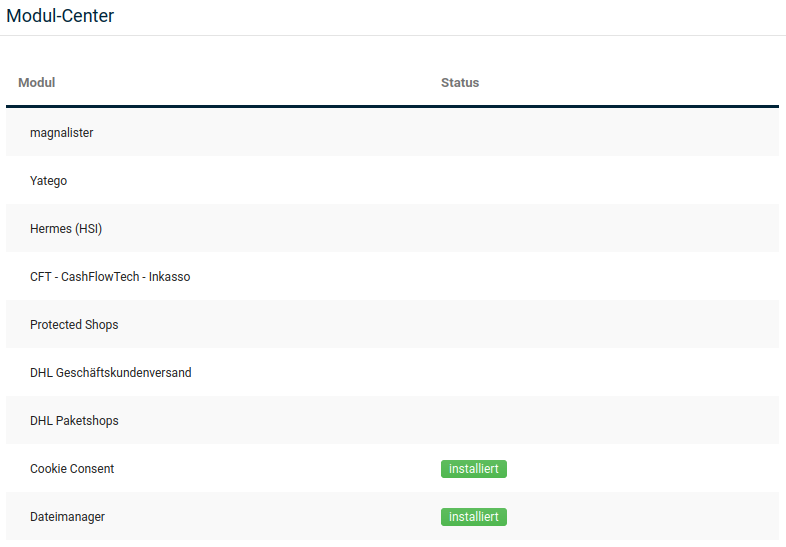 Modul-Center
Modul Status
magnalister
Yatego
Hermes (HSI)
CFT - CashFlowTech - Inkasso
Protected Shops
DHL Geschäftskundenversand
DHL Paketshops
Cookie Consent installiert
Dateimanager installiert